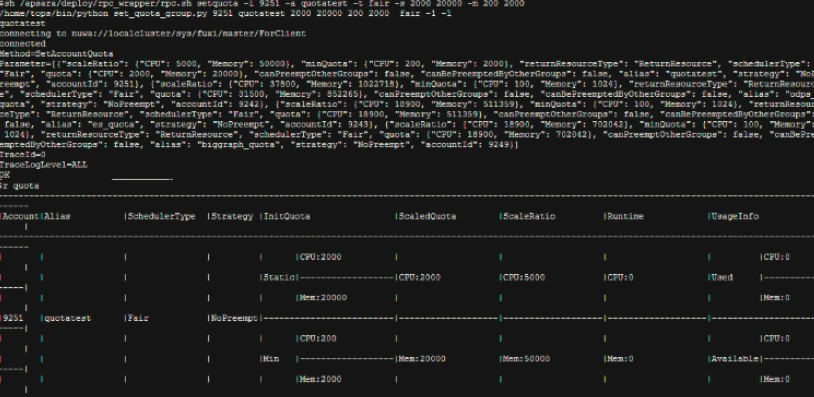 $sh /apsara/deploy/rpc_wrapper/rpc.sh setquota -i 9251 -a quotatest -t fair -s 2000 20000 -m 200 2000
/home/tops/bin/python set_quota_group.py 9251 quotatest 2000 20000 200 2000  fair -1 -1
quotatest
connecting to nuwa://localcluster/sys/fuxi/master/ForClient
connected
Method=SetAccountQuota
Parameter=[{"scaleRatio": {"CPU": 5000, "Memory": 50000}, "minQuota": {"CPU": 200, "Memory": 2000}, "returnResourceType": "ReturnResource", "schedulerType":
"Fair", "quota": {"CPU": 2000, "Memory": 20000}, "canPreemptOtherGroups": false, "canBePreemptedByOtherGroups": false, "alias": "quotatest", "strategy": "NoP
reempt", "accountId": 9251}, {"scaleRatio": {"CPU": 37800, "Memory": 1022718}, "minQuota": {"CPU": 100, "Memory": 1024}, "returnResourceType": "ReturnResourc
e", "schedulerType": "Fair", "quota": {"CPU": 31500, "Memory": 852265}, "canPreemptOtherGroups": false, "canBePreemptedByOtherGroups": false, "alias": "odps_
quota", "strategy": "NoPreempt", "accountId": 9242}, {"scaleRatio": {"CPU": 18900, "Memory": 511359}, "minQuota": {"CPU": 100, "Memory": 1024}, "returnResour
ceType": "ReturnResource", "schedulerType": "Fair", "quota": {"CPU": 18900, "Memory": 511359}, "canPreemptOtherGroups": false, "canBePreemptedByOtherGroups":
false, "alias": "es_quota", "strategy": "NoPreempt", "accountId": 9243}, {"scaleRatio": {"CPU": 18900, "Memory": 702042}, "minQuota": {"CPU": 100, "Memory":
1024}, "returnResourceType": "ReturnResource", "schedulerType": "Fair", "quota": {"CPU": 18900, "Memory": 702042}, "canPreemptOtherGroups": false, "canBePre
emptedByOtherGroups": false, "alias": "biggraph_quota", "strategy": "NoPreempt", "accountId": 9249}]
TraceId=0
TraceLogLevel=ALL
OK
$r quota
|Account|Alias |SchedulerType |Strategy |InitQuota |ScaledQuota |ScaleRatio |Runtime |UsageInfo
|CPU:2000 |CPU:0
|Static| |CPU:2000 |CPU:5000 |CPU:0 |Used
|Mem:20000 |Mem:0
|9251 |quotatest |Fair |NoPreempt|
|CPU:200 |CPU:0
|Min |Mem:20000 |Mem:50000 |Mem:0 |Available|
|Mem:2000 |Mem:0